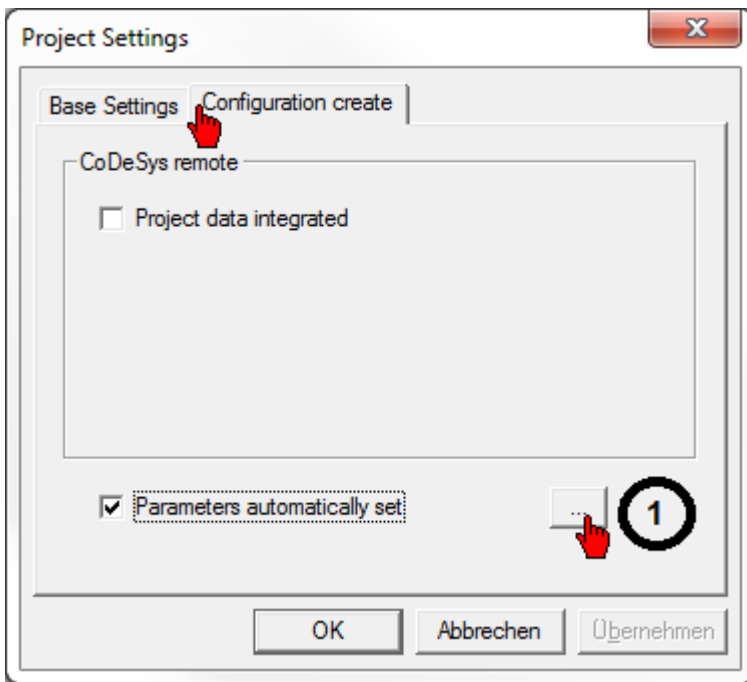 Project Settings
Base Settings Configuration create
CoDeSys remote
Project data integrated
Parameters automatically set ... 1
OK Abbrechen Übernehmen